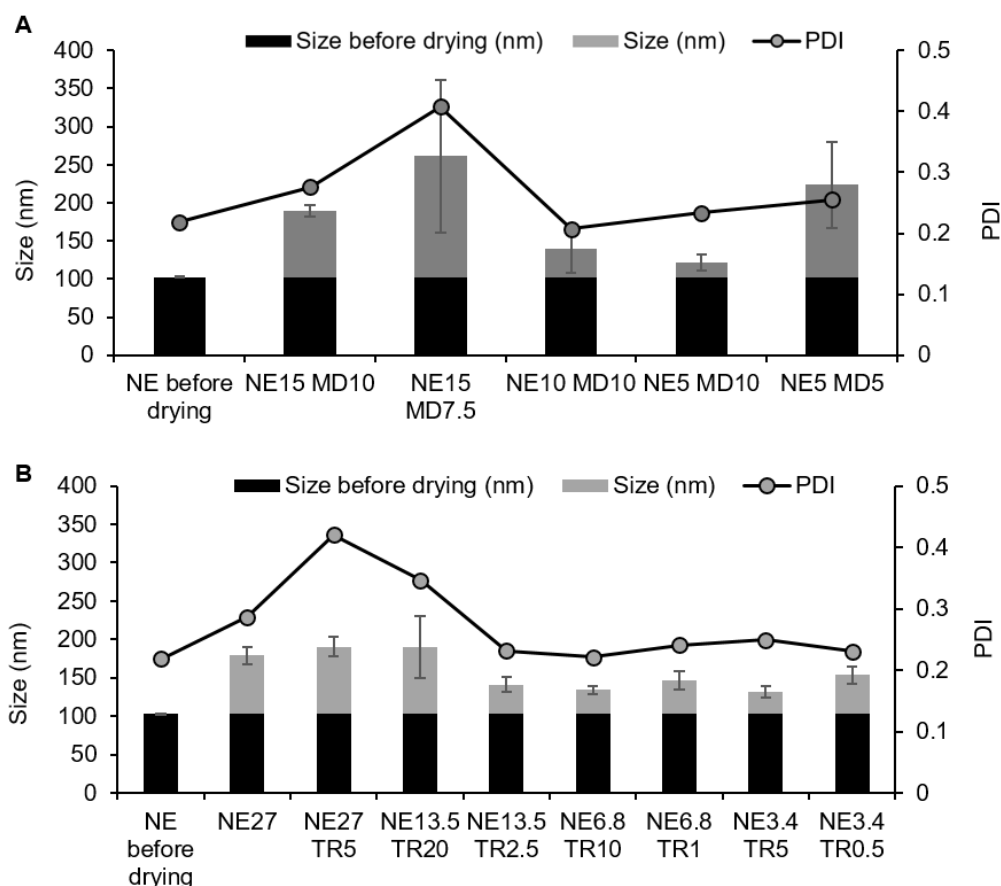 A
Size before drying (nm) Size (nm) PDI
400
350
300
250
200
150
100
50
0
Size (nm)
0.5
0.4
0.3
0.2
0.1
0
PDI
NE before
drying
NE15 MD10
NE15
MD7.5
NE10 MD10
NE5 MD10
NE5 MD5
B
Size before drying (nm) Size (nm) PDI
400
350
300
250
200
150
100
50
0
Size (nm)
0.5
0.4
0.3
0.2
0.1
0
PDI
NE
before
drying
NE27
NE27
TR5
NE13.5
TR20
NE13.5
TR2.5
NE6.8
TR10
NE6.8
TR1
NE3.4
TR5
NE3.4
TR0.5